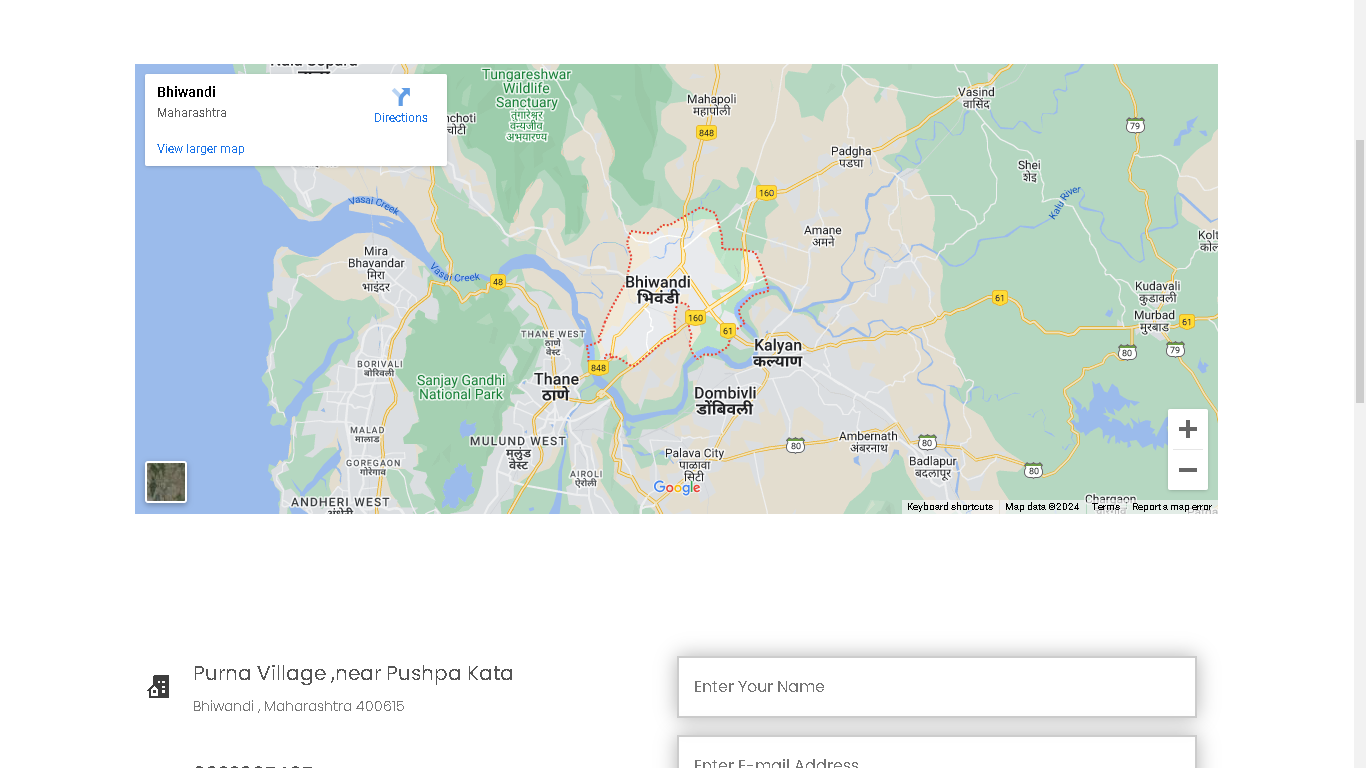 Bhiwandi
Maharashtra
Directions
View larger map
Tungareshwar
Wildlife
Sanctuary
तुंगारेश्वर
वन्यजीव
अभयारण्य
Mahapoli
महापोली
848
Vasind
वासिंद
79
Padgha
पडघा
Shei
शेई
160
Kalu River
Vasai Creek
Amane
अमने
Mira
Bhavandar
मिरा
भाइंदर
Vasai Creek
48
Bhiwandi
भिवंडी
Kudavali
कुडावली
61
Murbad
मुरबाड
61
160
61
THANE WEST
ठाणे
वेस्ट
Kalyan
कल्याण
80
79
BORIVALI
बोरिवली
848
Sanjay Gandhi
National Park
Thane
ठाणे
Dombivli
डोंबिवली
MALAD
मालाड
MULUND WEST
मुलुंड
वेस्ट
Ambernath
अंबरनाथ
80
80
Palava City
पाळावा
सिटी
Badlapur
बदलापूर
80
GOREGAON
गोरेगाव
AIROLI
ऐरोली
Google
ANDHERI WEST
Chargaon
Keyboard shortcuts
Map data ©2024
Terms
Report a map error
Purna Village ,near Pushpa Kata
Bhiwandi , Maharashtra 400615
Enter Your Name
Enter E-mail Address